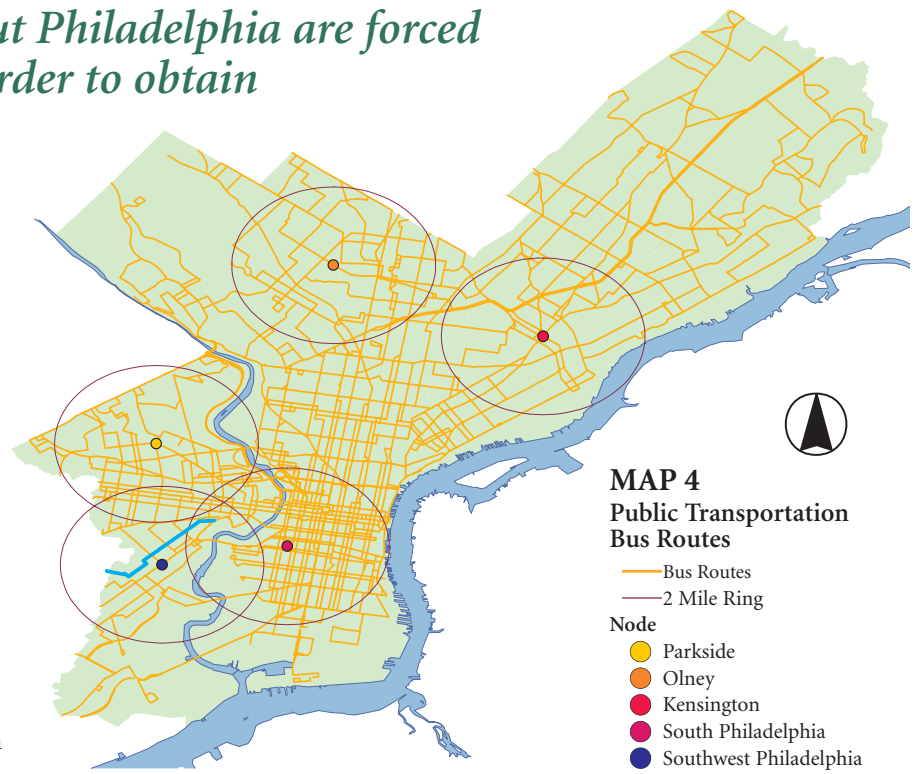 ut Philadelphia are forced
rder to obtain
MAP 4
Public Transportation
Bus Routes
Bus Routes
2 Mile Ring
Node
Parkside
Olney
Kensington
South Philadelphia
Southwest Philadelphia